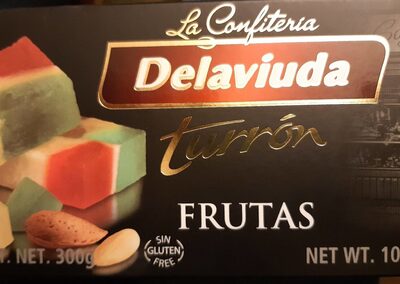 La Confitería
Delaviuda
turrón
FRUTAS
SIN
GLUTEN
FREE
T. NET. 300g
NET WT. 10